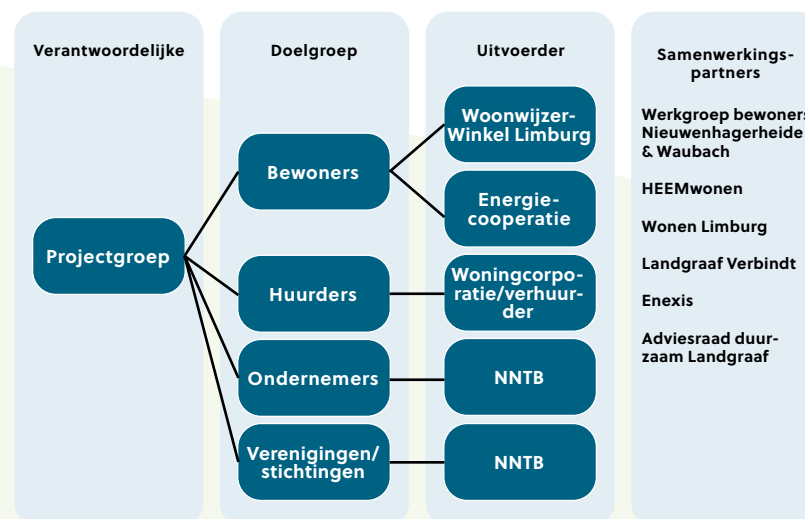 Verantwoordelijke
Projectgroep
Doelgroep
Bewoners
Huurders
Ondernemers
Verenigingen/
stichtingen
Uitvoerder
Woonwijzer-
Winkel Limburg
Energie-
cooperatie
Woningcorpo-
ratie/verhuur-
der
NNTB
NNTB
Samenwerkings-
partners
Werkgroep bewoners
Nieuwenhagerheide
& Waubach
HEEMwonen
Wonen Limburg
Landgraaf Verbindt
Enexis
Adviesraad duur-
zaam Landgraaf